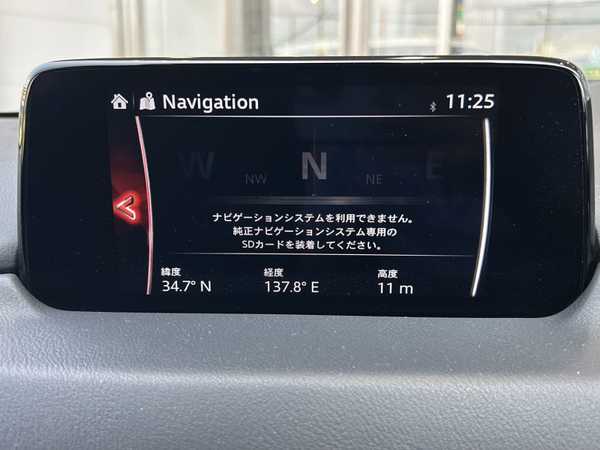 Navigation
11:25
W NW N NE E
ナビゲーションシステムを利用できません。
純正ナビゲーションシステム専用の
SDカードを装着してください。
緯度 経度 高度
34.7° N 137.8° E 11 m